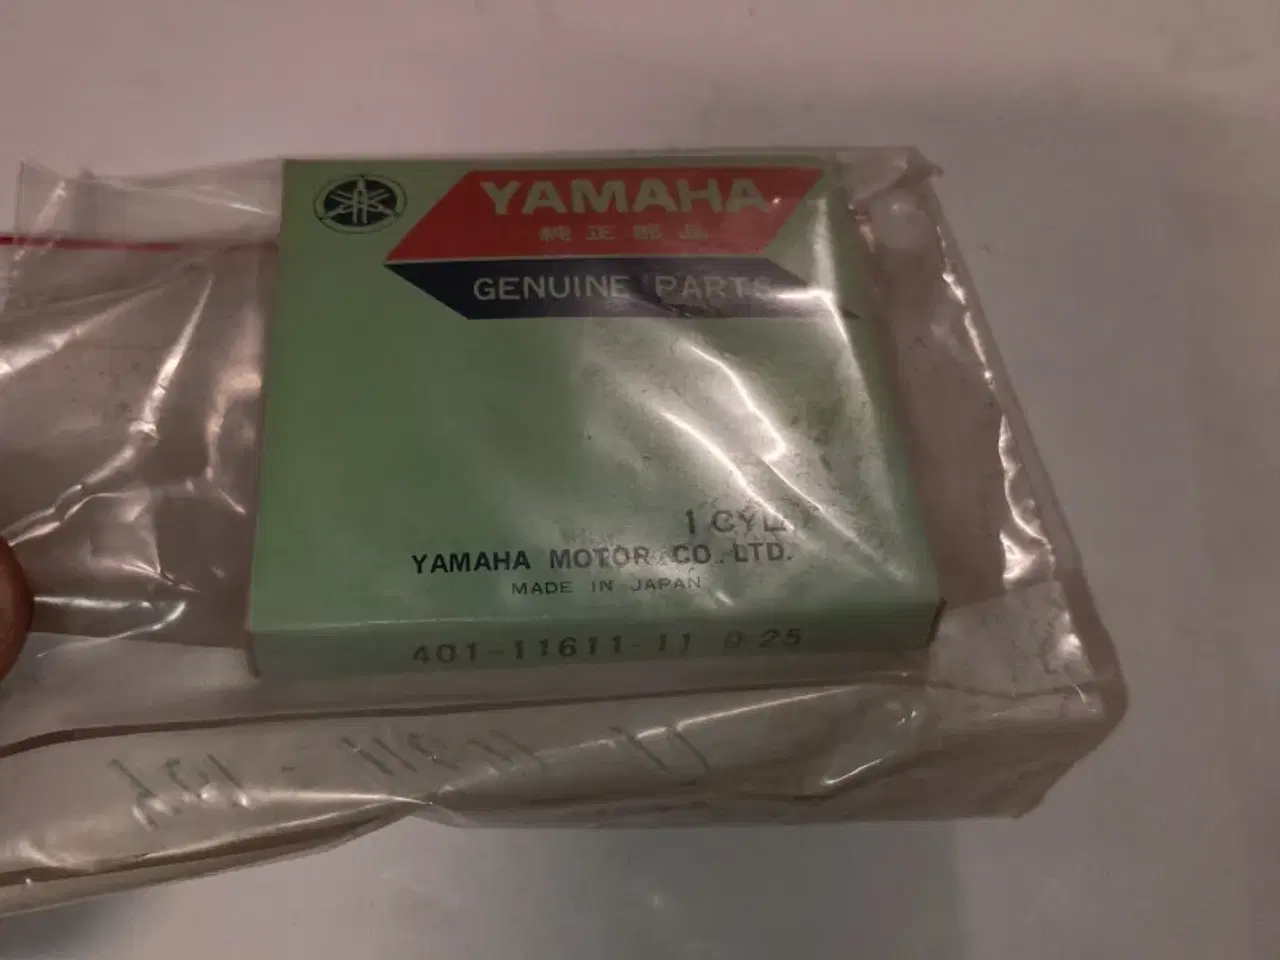 YAMAHA
純正部品
GENUINE PARTS
1 CYL.
YAMAHA MOTOR CO., LTD.
MADE IN JAPAN
401-11611-11 0.25